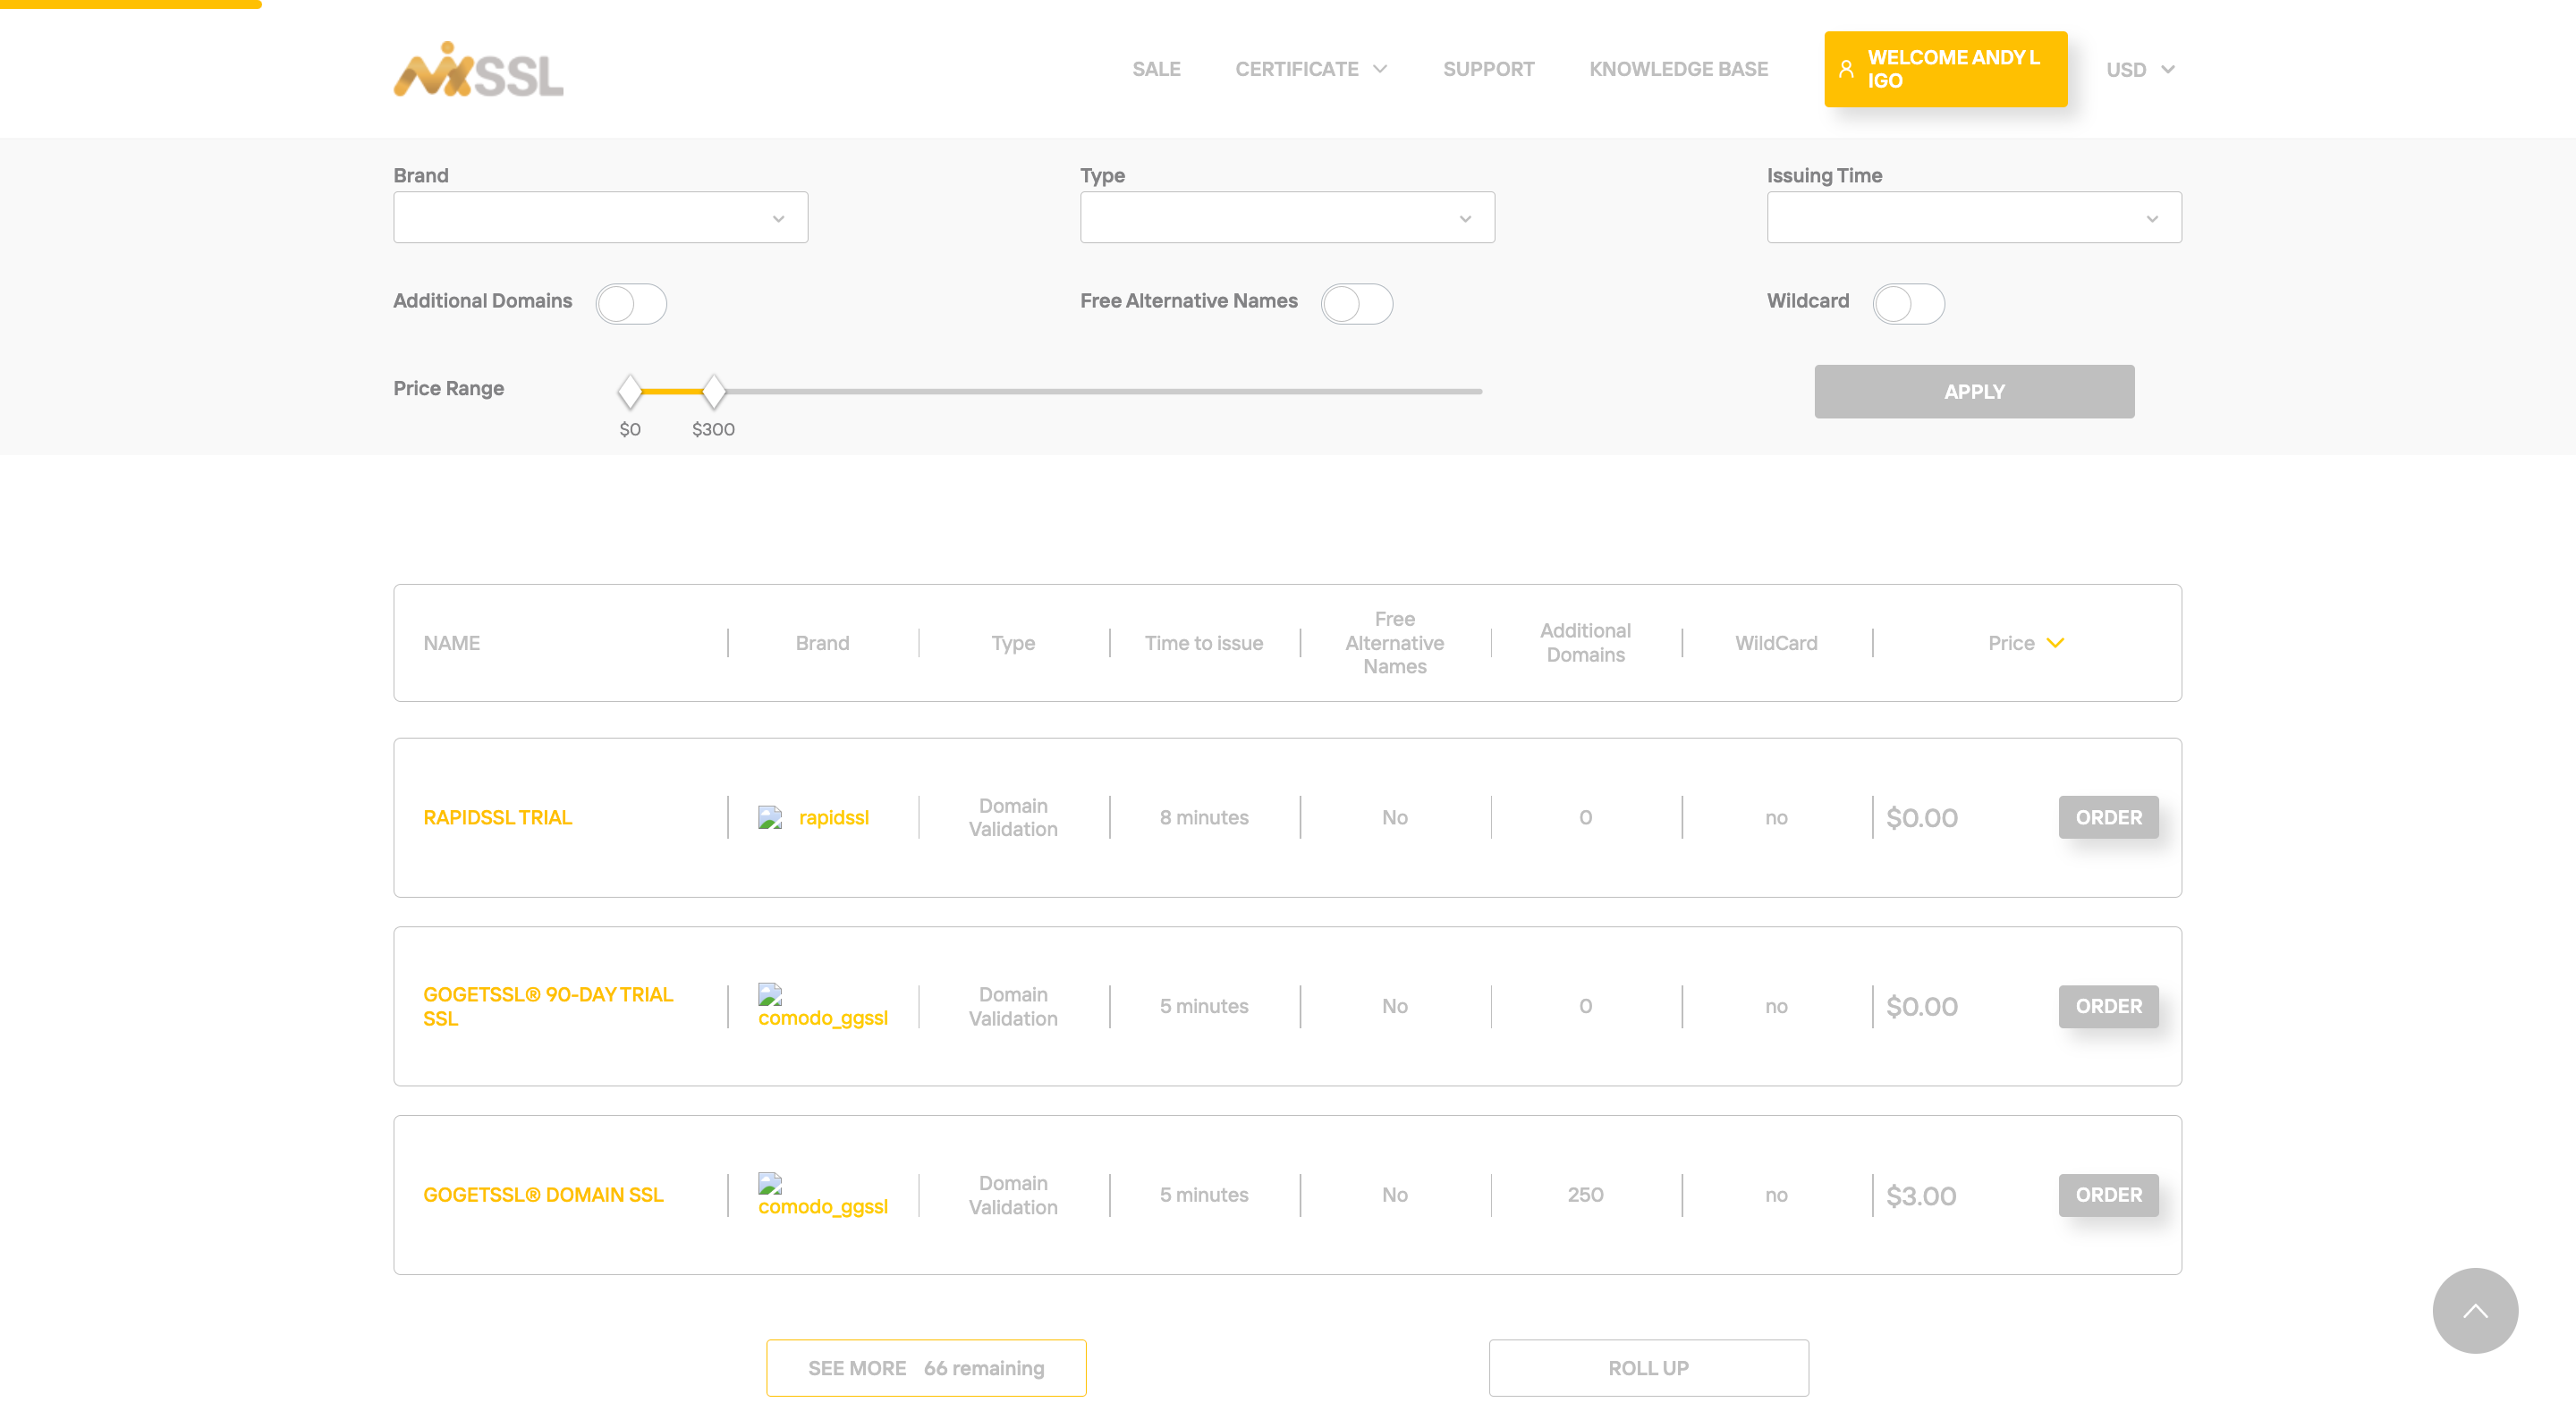 MIXSSL
SALE
CERTIFICATE
SUPPORT
KNOWLEDGE BASE
WELCOME ANDY L
IGO
USD
Brand
Type
Issuing Time
Additional Domains
Free Alternative Names
Wildcard
Price Range
$0
$300
APPLY
NAME
Brand
Type
Time to issue
Free
Alternative
Names
Additional
Domains
WildCard
Price
RAPIDSSL TRIAL
rapidssl
Domain
Validation
8 minutes
No
0
no
$0.00
ORDER
GOGETSSL® 90-DAY TRIAL
SSL
comodo_ggssl
Domain
Validation
5 minutes
No
0
no
$0.00
ORDER
GOGETSSL® DOMAIN SSL
comodo_ggssl
Domain
Validation
5 minutes
No
250
no
$3.00
ORDER
SEE MORE 66 remaining
ROLL UP